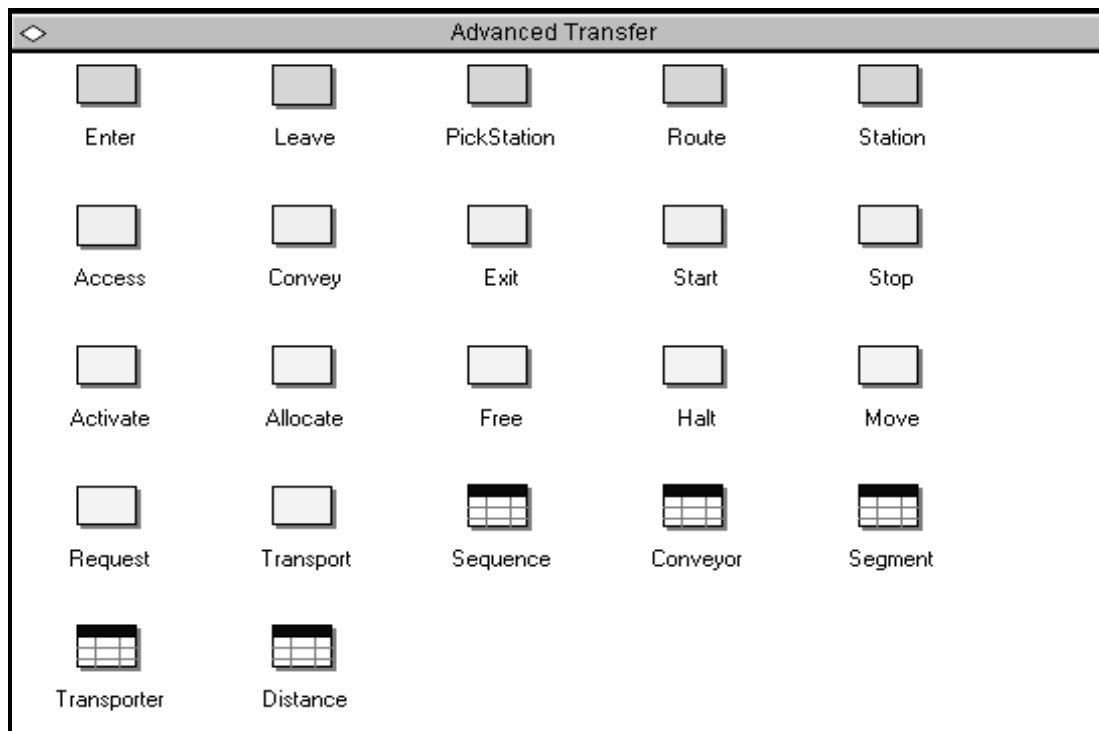 Advanced Transfer
Enter Leave PickStation Route Station
Access Convey Exit Start Stop
Activate Allocate Free Halt Move
Request Transport Sequence Conveyor Segment
Transporter Distance